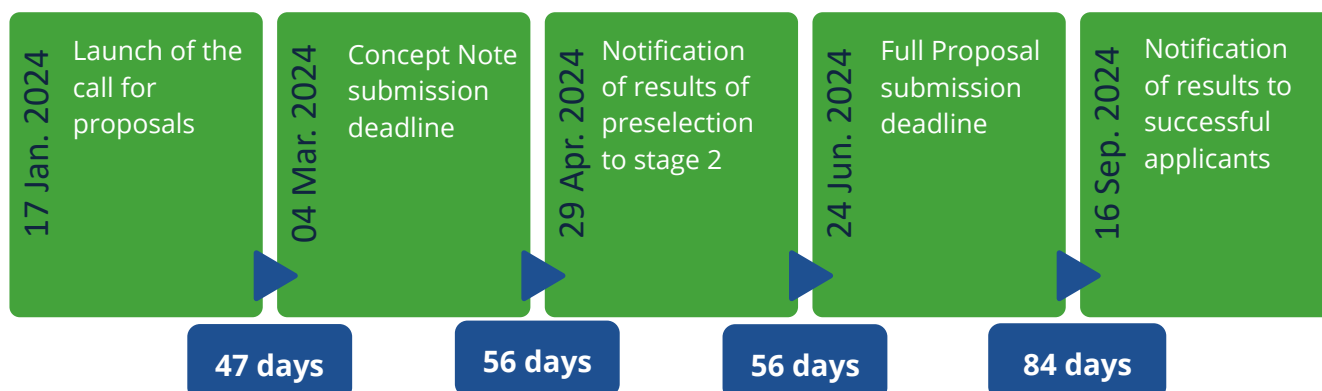 17 Jan. 2024
Launch of the
call for
proposals
04 Mar. 2024
Concept Note
submission
deadline
29 Apr. 2024
Notification
of results of
preselection
to stage 2
24 Jun. 2024
Full Proposal
submission
deadline
16 Sep. 2024
Notification
of results to
successful
applicants
47 days
56 days
56 days
84 days